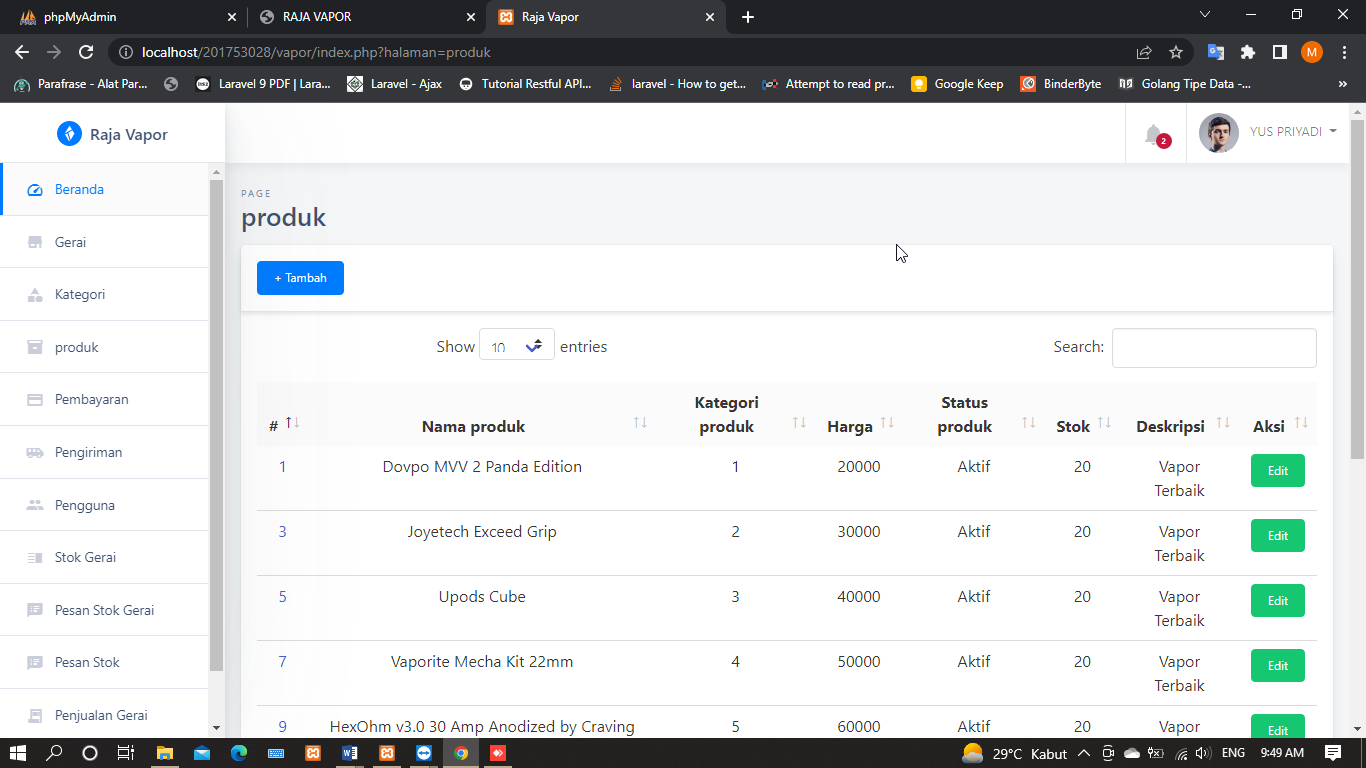 phpMyAdmin
RAJA VAPOR
Raja Vapor
localhost/201753028/vapor/index.php?halaman=produk
M
Parafrase - Alat Par...
Laravel 9 PDF | Lara...
Laravel - Ajax
Tutorial Restful API...
laravel - How to get...
Attempt to read pr...
Google Keep
BinderByte
Golang Tipe Data -...
»
Raja Vapor
2
YUS PRIYADI
Beranda
Gerai
Kategori
produk
Pembayaran
Pengiriman
Pengguna
Stok Gerai
Pesan Stok Gerai
Pesan Stok
Penjualan Gerai
PAGE
produk
+ Tambah
Show 10 entries
Search:
# Nama produk Kategori produk Harga Status produk Stok Deskripsi Aksi
1 Dovpo MVV 2 Panda Edition 1 20000 Aktif 20 Vapor Terbaik Edit
3 Joyetech Exceed Grip 2 30000 Aktif 20 Vapor Terbaik Edit
5 Upods Cube 3 40000 Aktif 20 Vapor Terbaik Edit
7 Vaporite Mecha Kit 22mm 4 50000 Aktif 20 Vapor Terbaik Edit
9 HexOhm v3.0 30 Amp Anodized by Craving 5 60000 Aktif 20 Vapor Edit
29°C Kabut
ENG
9:49 AM